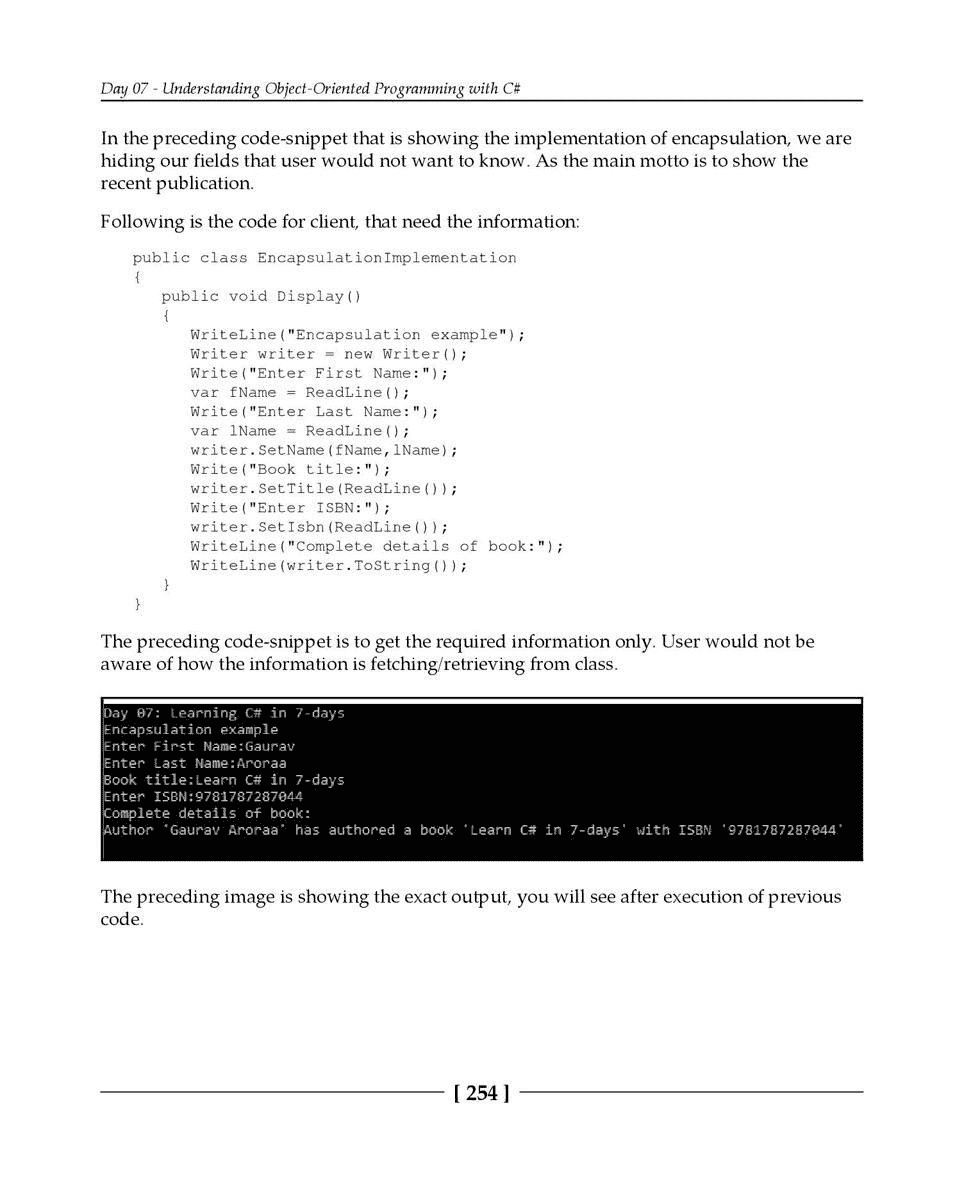 Day 07 - Understanding Object-Oriented Programming with C#
In the preceding code-snippet that is showing the implementation of encapsulation, we are
hiding our fields that user would not want to know. As the main motto is to show the
recent publication.
Following is the code for client, that need the information:
public class EncapsulationImplementation
{
public void Display()
{
WriteLine("Encapsulation example");
Writer writer = new Writer();
Write("Enter First Name:");
var fName = ReadLine();
Write("Enter Last Name:");
var lName = ReadLine();
writer.SetName(fName,lName);
Write("Book title:");
writer.SetTitle(ReadLine());
Write("Enter ISBN:");
writer.SetIsbn(ReadLine());
WriteLine("Complete details of book:");
WriteLine(writer.ToString());
}
}
The preceding code-snippet is to get the required information only. User would not be
aware of how the information is fetching/retrieving from class.
Day 07: Learning C# in 7-days
Encapsulation example
Enter First Name:Gaurav
Enter Last Name:Aroraa
Book title:Learn C# in 7-days
Enter ISBN:9781787287044
Complete details of book:
Author 'Gaurav Aroraa' has authored a book 'Learn C# in 7-days' with ISBN '9781787287044'
The preceding image is showing the exact output, you will see after execution of previous
code.
[ 254 ]